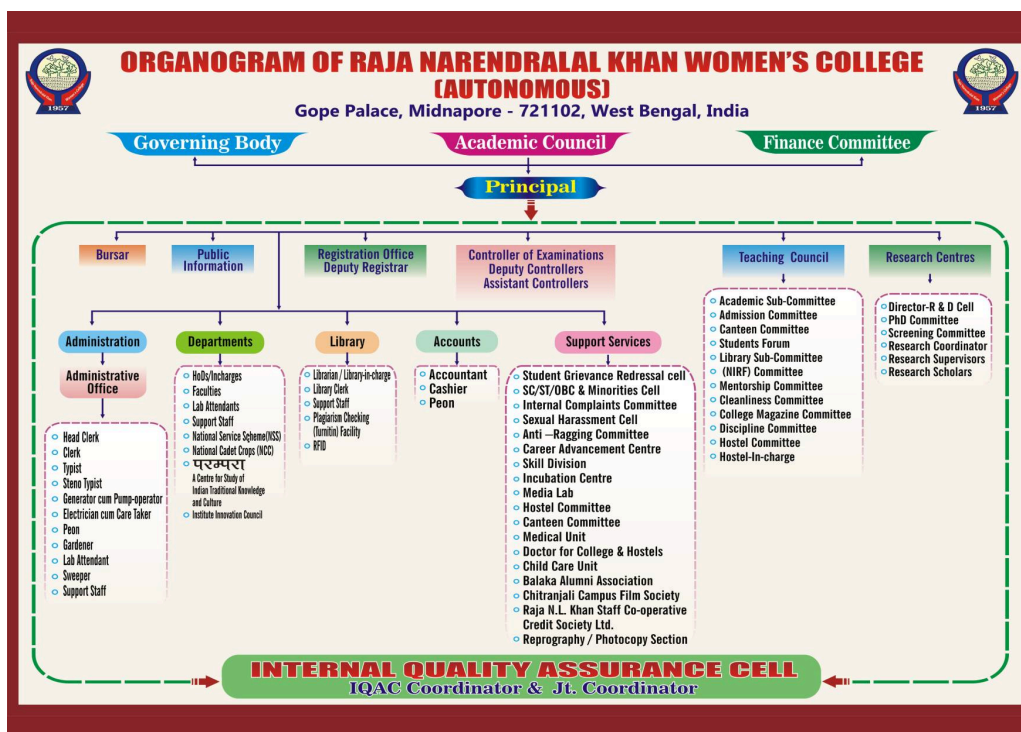 ORGANOGRAM OF RAJA NARENDRALAL KHAN WOMEN'S COLLEGE
(AUTONOMOUS)
Gope Palace, Midnapore - 721102, West Bengal, India
1957
1957
Governing Body
Academic Council
Finance Committee
Principal
Bursar
Public
Information
Registration Office
Deputy Registrar
Controller of Examinations
Deputy Controllers
Assistant Controllers
Teaching Council
Research Centres
Academic Sub-Committee
Admission Committee
Canteen Committee
Students Forum
Library Sub-Committee
(NIRF) Committee
Mentorship Committee
Cleanliness Committee
College Magazine Committee
Discipline Committee
Hostel Committee
Hostel-In-charge
Director-R & D Cell
PhD Committee
Screening Committee
Research Coordinator
Research Supervisors
Research Scholars
Administration
Administrative
Office
Head Clerk
Clerk
Typist
Steno Typist
Generator cum Pump-operator
Electrician cum Care Taker
Peon
Gardener
Lab Attendant
Sweeper
Support Staff
Departments
HoDs/Incharges
Faculties
Lab Attendants
Support Staff
National Service Scheme(NSS)
National Cadet Crops (NCC)
परम्परा
A Centre for Study of
Indian Traditional Knowledge
and Culture
Institute Innovation Council
Library
Librarian / Library-in-charge
Library Clerk
Support Staff
Plagiarism Checking
(Turnitin) Facility
RFID
Accounts
Accountant
Cashier
Peon
Support Services
Student Grievance Redressal cell
SC/ST/OBC & Minorities Cell
Internal Complaints Committee
Sexual Harassment Cell
Anti –Ragging Committee
Career Advancement Centre
Skill Division
Incubation Centre
Media Lab
Hostel Committee
Canteen Committee
Medical Unit
Doctor for College & Hostels
Child Care Unit
Balaka Alumni Association
Chitranjali Campus Film Society
Raja N.L. Khan Staff Co-operative
Credit Society Ltd.
Reprography / Photocopy Section
INTERNAL QUALITY ASSURANCE CELL
IQAC Coordinator & Jt. Coordinator